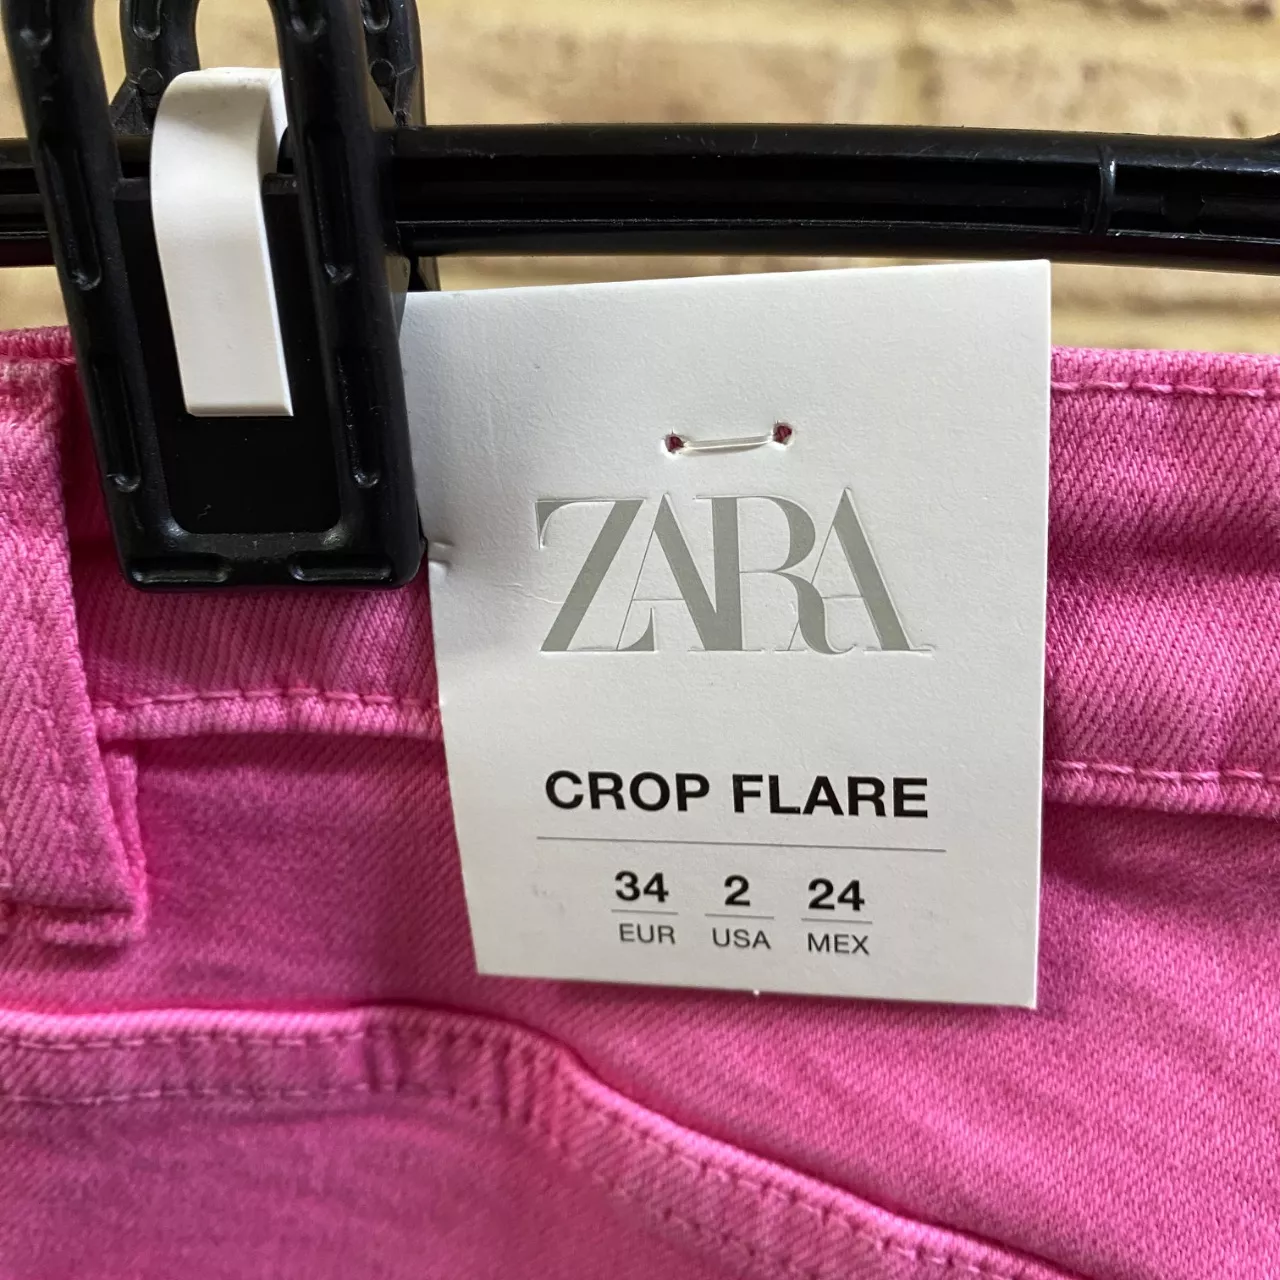 ZARA
CROP FLARE
34 2 24
EUR USA MEX